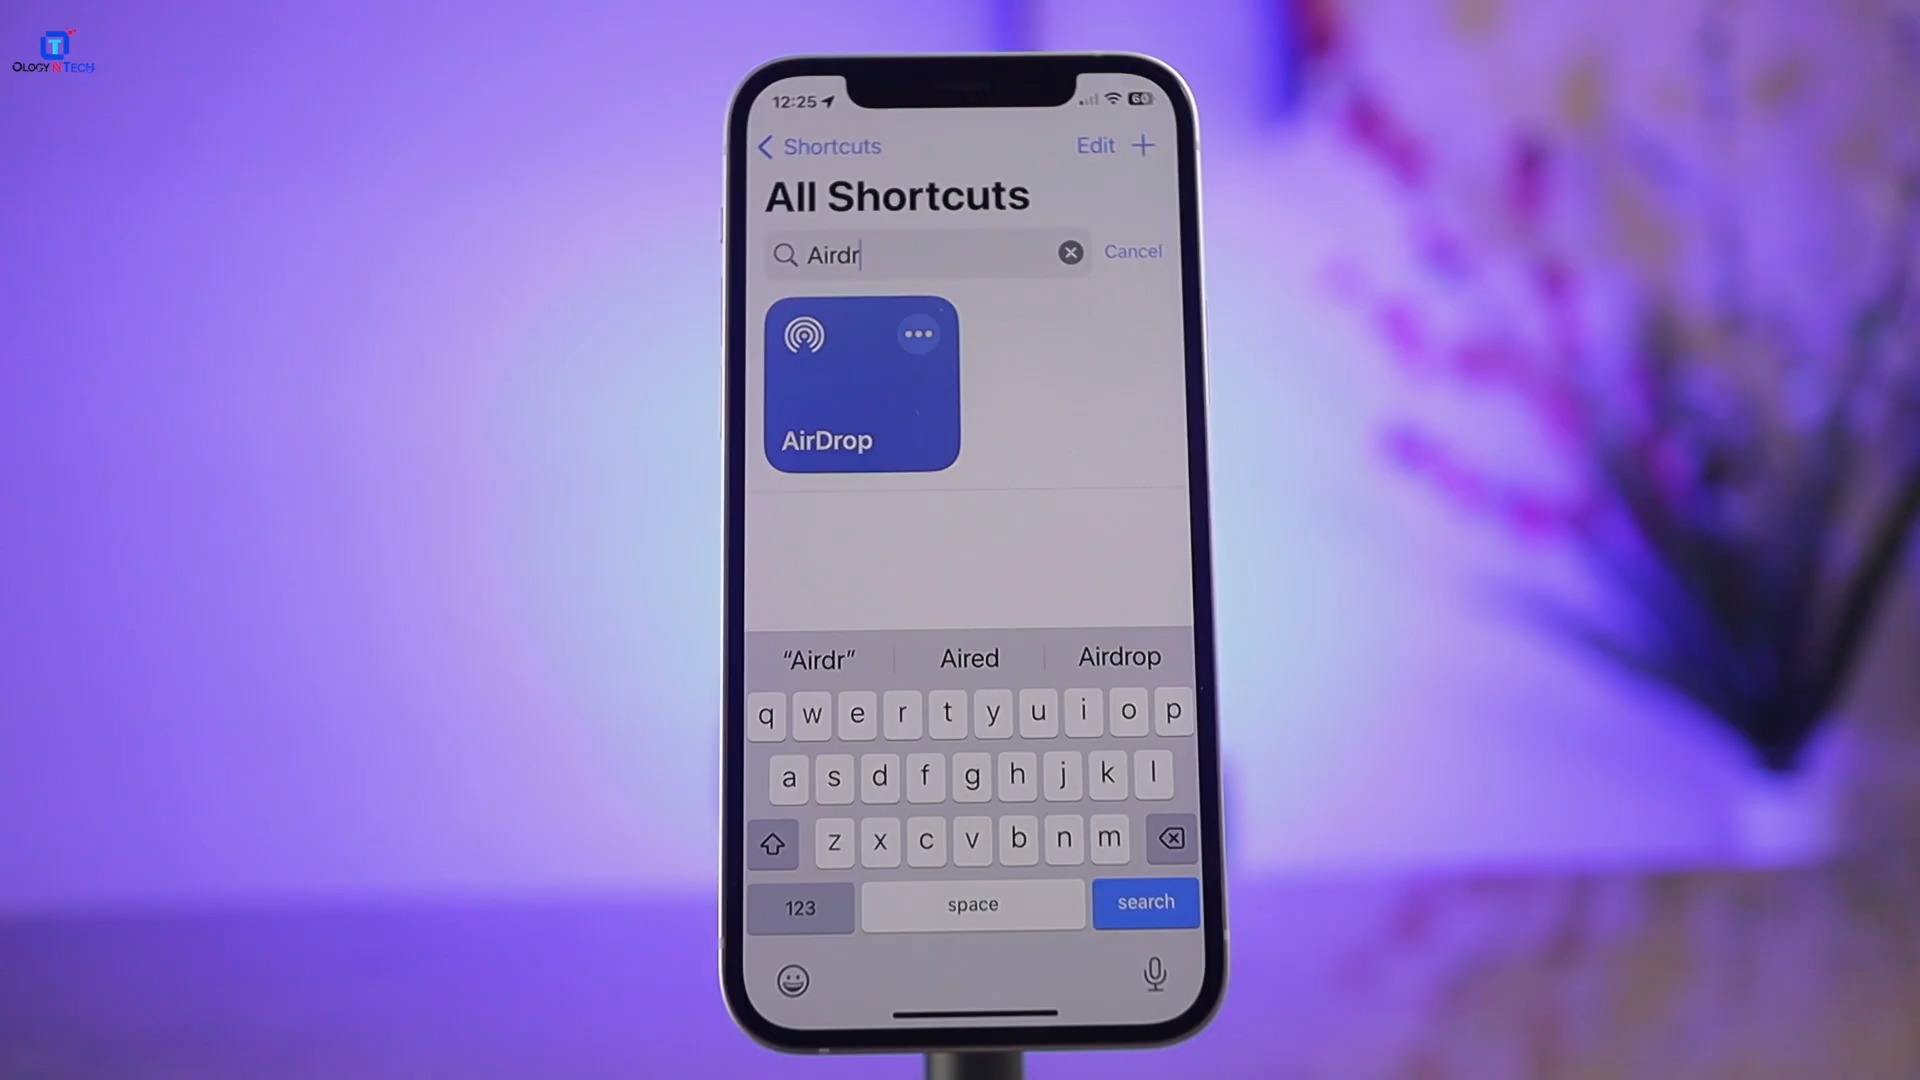 OLOGY N TECH
12:25
60
Shortcuts
Edit
All Shortcuts
Airdr
Cancel
AirDrop
“Airdr” Aired Airdrop
q w e r t y u i o p
a s d f g h j k l
z x c v b n m
123 space search